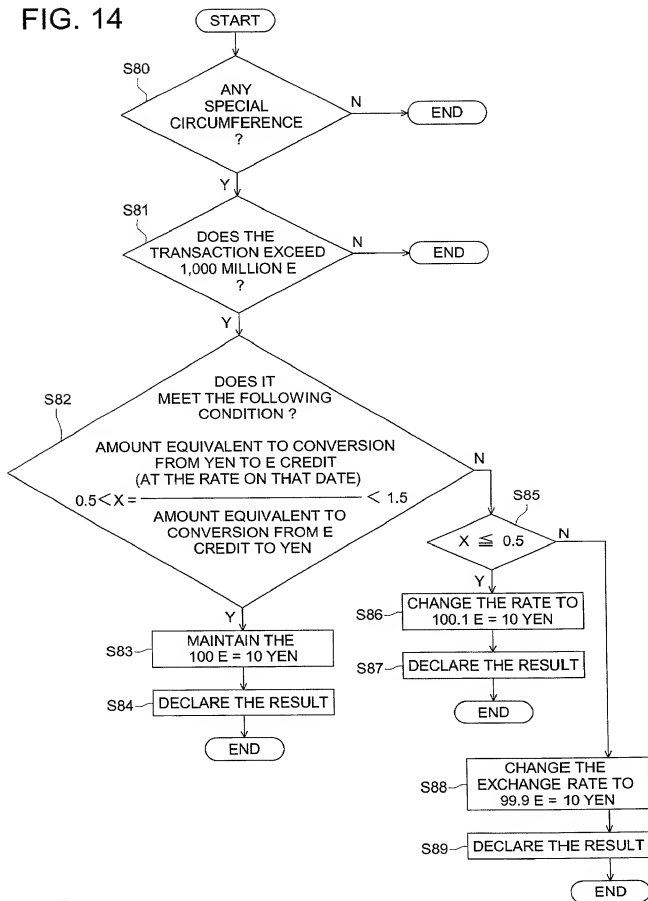 FIG. 14
START
S80
ANY
SPECIAL
CIRCUMFERENCE
?
N
END
Y
S81
DOES THE
TRANSACTION EXCEED
1,000 MILLION E
?
N
END
Y
S82
DOES IT
MEET THE FOLLOWING
CONDITION ?
AMOUNT EQUIVALENT TO CONVERSION
FROM YEN TO E CREDIT
(AT THE RATE ON THAT DATE)
0.5 < X = < 1.5
AMOUNT EQUIVALENT TO
CONVERSION FROM E
CREDIT TO YEN
N
Y
S83
MAINTAIN THE
100 E = 10 YEN
S84
DECLARE THE RESULT
END
S85
X ≦ 0.5
N
Y
S86
CHANGE THE RATE TO
100.1 E = 10 YEN
S87
DECLARE THE RESULT
END
S88
CHANGE THE
EXCHANGE RATE TO
99.9 E = 10 YEN
S89
DECLARE THE RESULT
END